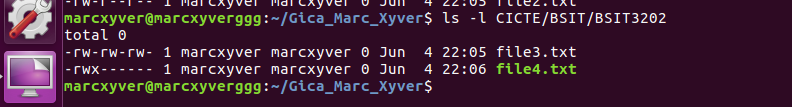 -rw-r--r-- 1 marcxyver marcxyver 0 Jun  4 22:05 file2.txt
marcxyver@marcxyverggg:~/Gica_Marc_Xyver$ ls -l CICTE/BSIT/BSIT3202
total 0
-rw-rw-rw- 1 marcxyver marcxyver 0 Jun  4 22:05 file3.txt
-rwx------ 1 marcxyver marcxyver 0 Jun  4 22:06 file4.txt
marcxyver@marcxyverggg:~/Gica_Marc_Xyver$